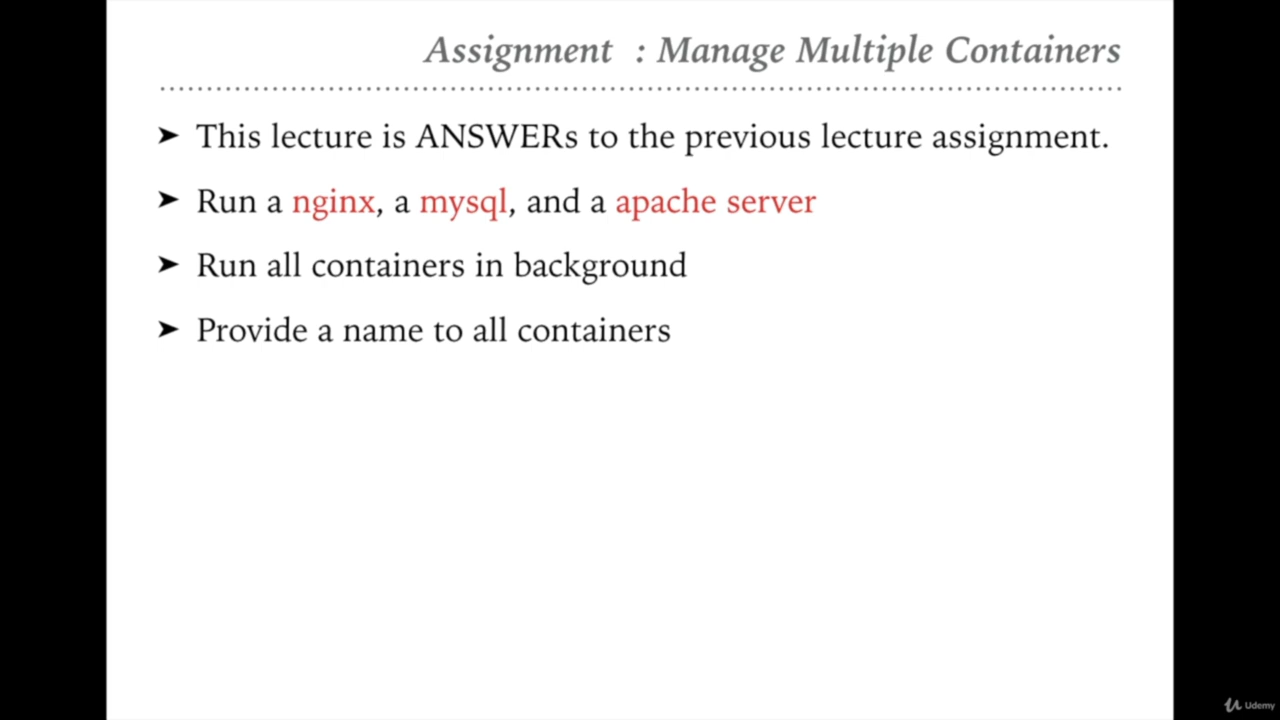 Assignment : Manage Multiple Containers
➤ This lecture is ANSWERs to the previous lecture assignment.
➤ Run a nginx, a mysql, and a apache server
➤ Run all containers in background
➤ Provide a name to all containers
Udemy